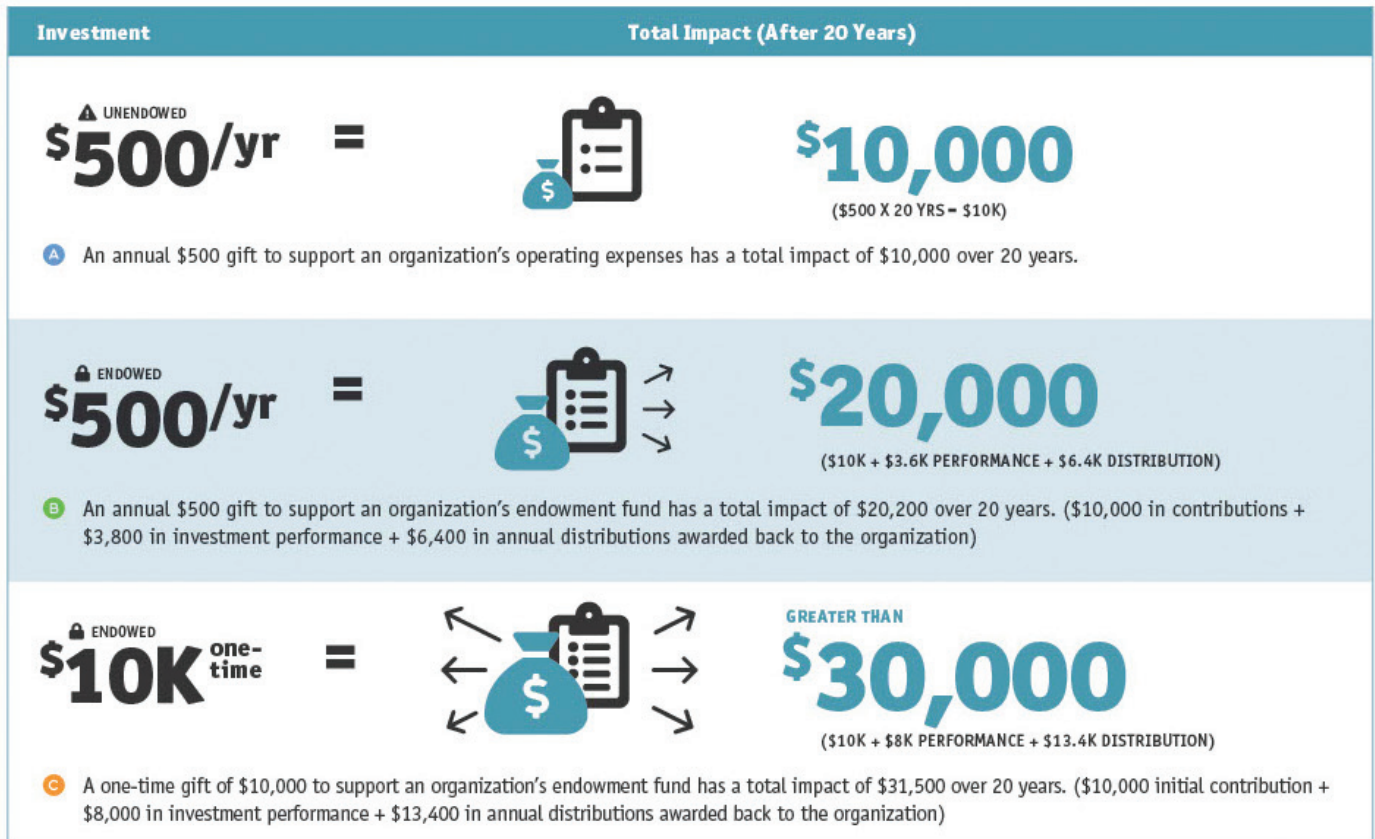 Investment Total Impact (After 20 Years)
UNENDOWED
$500/yr = $ $10,000
($500 X 20 YRS = $10K)
A An annual $500 gift to support an organization's operating expenses has a total impact of $10,000 over 20 years.
ENDOWED
$500/yr = $ $20,000
($10K + $3.6K PERFORMANCE + $6.4K DISTRIBUTION)
B An annual $500 gift to support an organization's endowment fund has a total impact of $20,200 over 20 years. ($10,000 in contributions +
$3,800 in investment performance + $6,400 in annual distributions awarded back to the organization)
ENDOWED
GREATER THAN
$10K one-time = $ $30,000
($10K + $8K PERFORMANCE + $13.4K DISTRIBUTION)
C A one-time gift of $10,000 to support an organization's endowment fund has a total impact of $31,500 over 20 years. ($10,000 initial contribution +
$8,000 in investment performance + $13,400 in annual distributions awarded back to the organization)